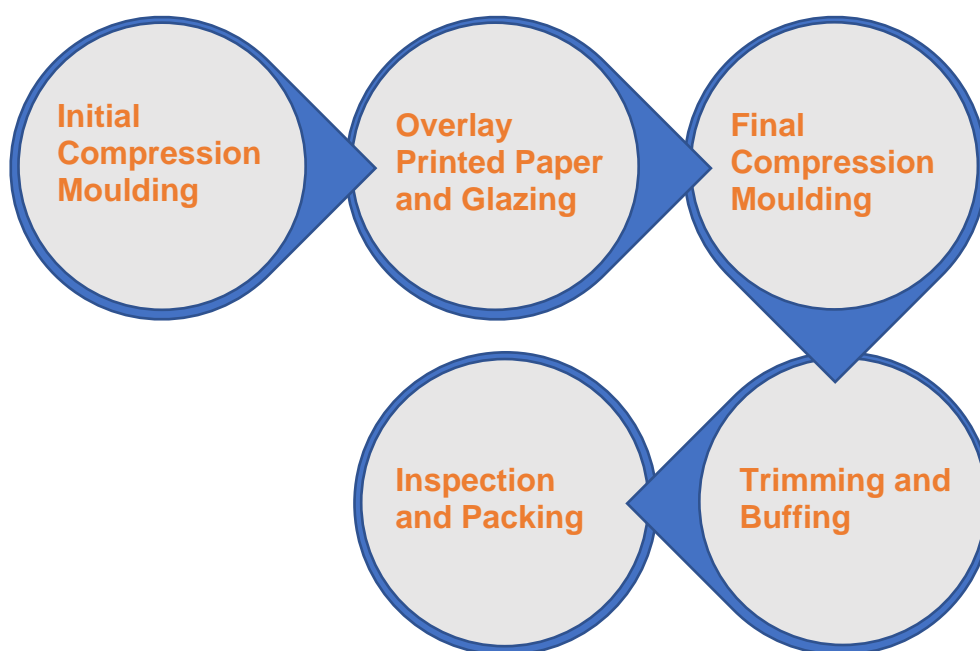 Initial
Compression
Moulding
Overlay
Printed Paper
and Glazing
Final
Compression
Moulding
Trimming and
Buffing
Inspection
and Packing